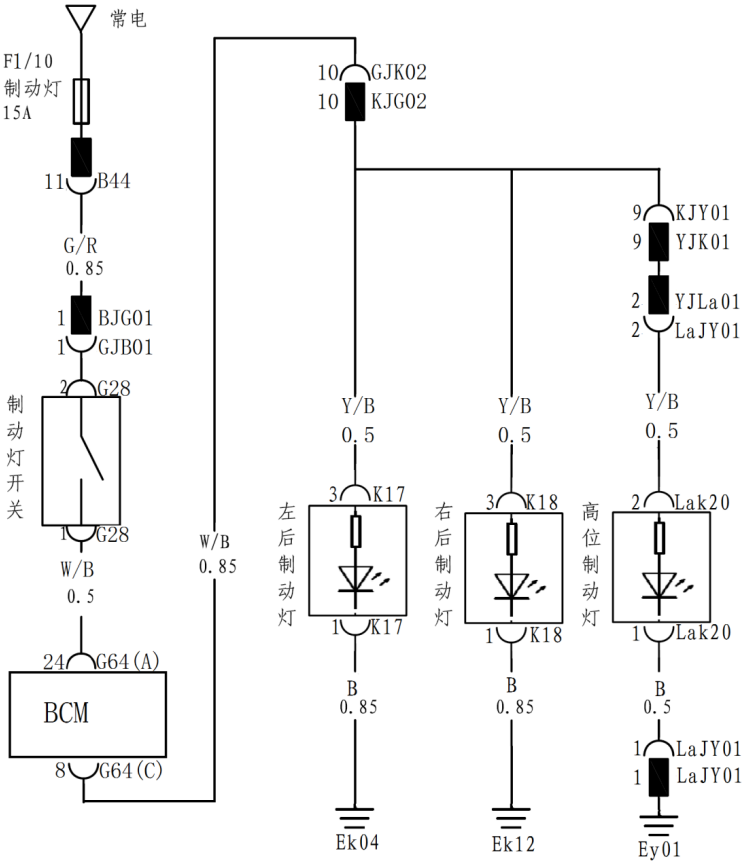 常电
F1/10
制动灯
15A
11 B44
G/R
0.85
1 BJG01
1 GJB01
2 G28
制动灯开关
1 G28
W/B
0.5
24 G64(A)
BCM
8 G64(C)
W/B
0.85
10 GJK02
10 KJG02
9 KJY01
9 YJK01
2 YJLa01
2 LaJY01
Y/B
0.5
Y/B
0.5
Y/B
0.5
3 K17
左后制动灯
1 K17
B
0.85
Ek04
3 K18
右后制动灯
1 K18
B
0.85
Ek12
2 Lak20
高位制动灯
1 Lak20
B
0.5
1 LaJY01
1 LaJY01
Ey01